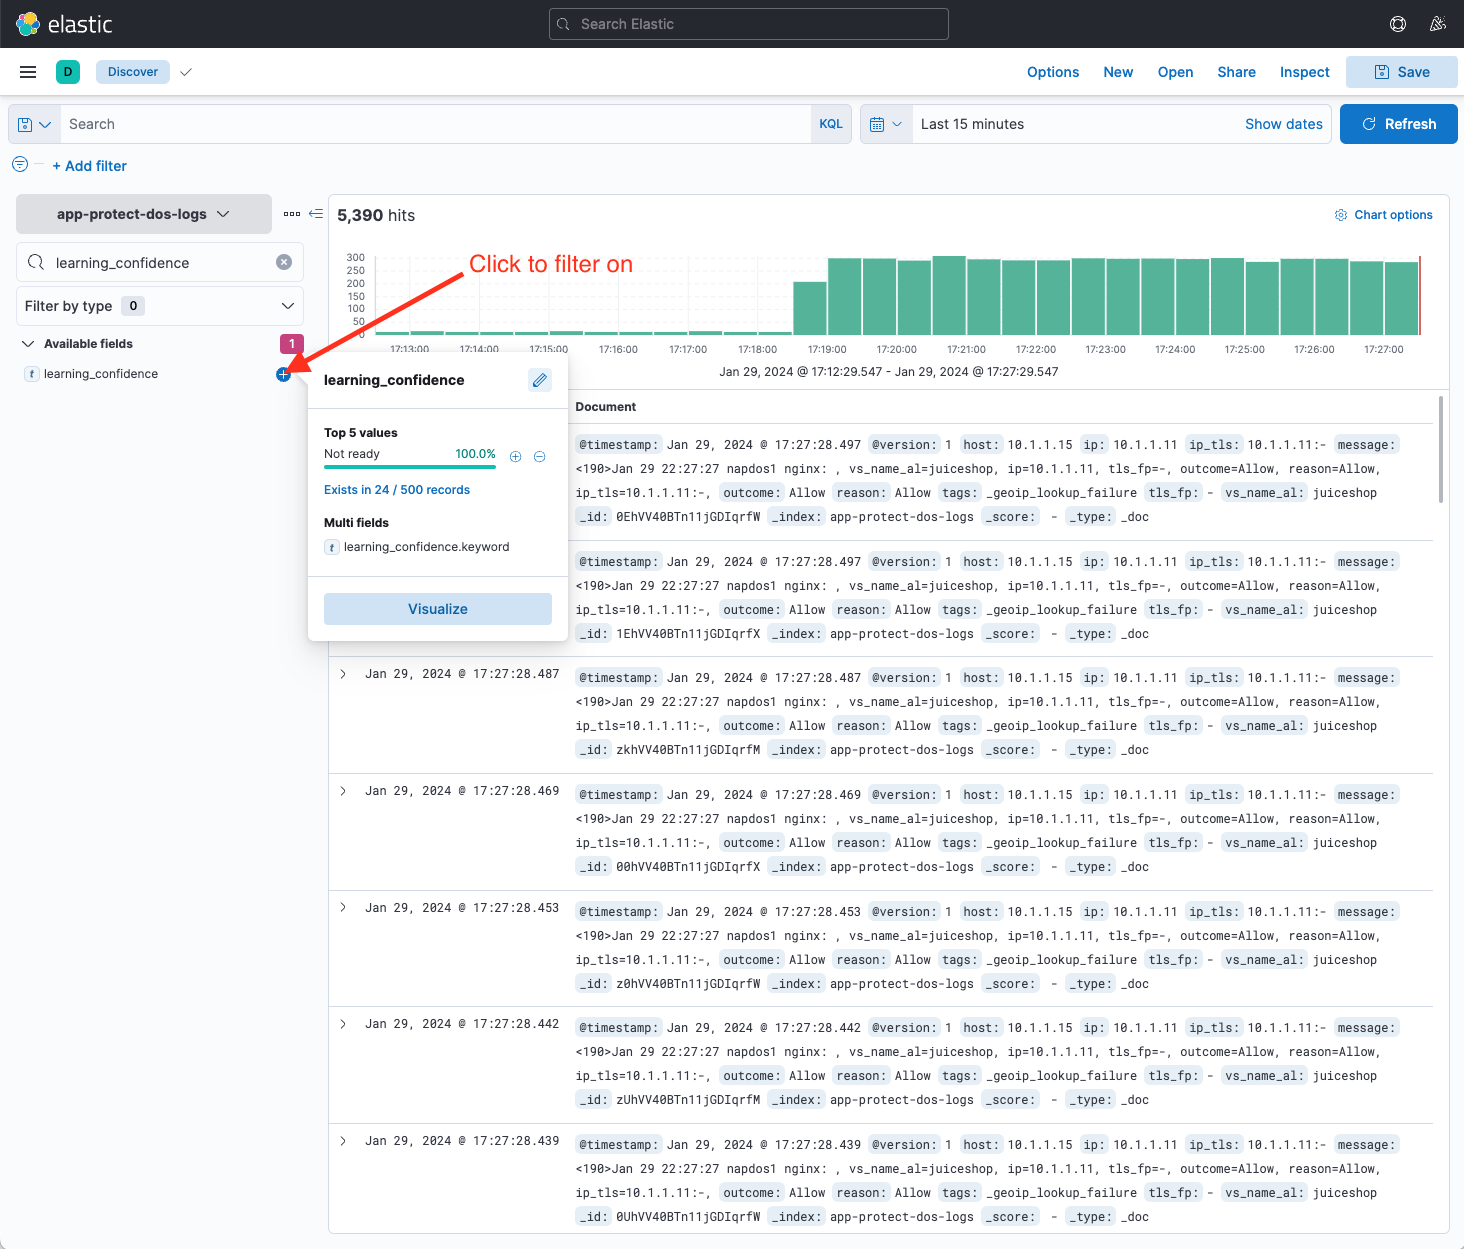 elastic
Search Elastic
D Discover Options New Open Share Inspect Save
Search KQL Last 15 minutes Show dates Refresh
+ Add filter
app-protect-dos-logs
5,390 hits Chart options
learning_confidence
Click to filter on
Filter by type 0
Available fields 1
t learning_confidence
300
250
200
150
100
50
0
17:13:00 17:14:00 17:15:00 17:16:00 17:17:00 17:18:00 17:19:00 17:20:00 17:21:00 17:22:00 17:23:00 17:24:00 17:25:00 17:26:00 17:27:00
Jan 29, 2024 @ 17:12:29.547 - Jan 29, 2024 @ 17:27:29.547
learning_confidence
Top 5 values
Not ready 100.0%
Exists in 24 / 500 records
Multi fields
t learning_confidence.keyword
Visualize
Document
@timestamp: Jan 29, 2024 @ 17:27:28.497 @version: 1 host: 10.1.1.15 ip: 10.1.1.11 ip_tls: 10.1.1.11:- message:
<190>Jan 29 22:27:27 napdos1 nginx: , vs_name_al=juiceshop, ip=10.1.1.11, tls_fp=-, outcome=Allow, reason=Allow,
ip_tls=10.1.1.11:-, outcome: Allow reason: Allow tags: _geoip_lookup_failure tls_fp: - vs_name_al: juiceshop
_id: 0EhVV40BTn11jGDIqrfW _index: app-protect-dos-logs _score: - _type: _doc
@timestamp: Jan 29, 2024 @ 17:27:28.497 @version: 1 host: 10.1.1.15 ip: 10.1.1.11 ip_tls: 10.1.1.11:- message:
<190>Jan 29 22:27:27 napdos1 nginx: , vs_name_al=juiceshop, ip=10.1.1.11, tls_fp=-, outcome=Allow, reason=Allow,
ip_tls=10.1.1.11:-, outcome: Allow reason: Allow tags: _geoip_lookup_failure tls_fp: - vs_name_al: juiceshop
_id: 1EhVV40BTn11jGDIqrfX _index: app-protect-dos-logs _score: - _type: _doc
Jan 29, 2024 @ 17:27:28.487 @timestamp: Jan 29, 2024 @ 17:27:28.487 @version: 1 host: 10.1.1.15 ip: 10.1.1.11 ip_tls: 10.1.1.11:- message:
<190>Jan 29 22:27:27 napdos1 nginx: , vs_name_al=juiceshop, ip=10.1.1.11, tls_fp=-, outcome=Allow, reason=Allow,
ip_tls=10.1.1.11:-, outcome: Allow reason: Allow tags: _geoip_lookup_failure tls_fp: - vs_name_al: juiceshop
_id: zkhVV40BTn11jGDIqrfM _index: app-protect-dos-logs _score: - _type: _doc
Jan 29, 2024 @ 17:27:28.469 @timestamp: Jan 29, 2024 @ 17:27:28.469 @version: 1 host: 10.1.1.15 ip: 10.1.1.11 ip_tls: 10.1.1.11:- message:
<190>Jan 29 22:27:27 napdos1 nginx: , vs_name_al=juiceshop, ip=10.1.1.11, tls_fp=-, outcome=Allow, reason=Allow,
ip_tls=10.1.1.11:-, outcome: Allow reason: Allow tags: _geoip_lookup_failure tls_fp: - vs_name_al: juiceshop
_id: 00hVV40BTn11jGDIqrfX _index: app-protect-dos-logs _score: - _type: _doc
Jan 29, 2024 @ 17:27:28.453 @timestamp: Jan 29, 2024 @ 17:27:28.453 @version: 1 host: 10.1.1.15 ip: 10.1.1.11 ip_tls: 10.1.1.11:- message:
<190>Jan 29 22:27:27 napdos1 nginx: , vs_name_al=juiceshop, ip=10.1.1.11, tls_fp=-, outcome=Allow, reason=Allow,
ip_tls=10.1.1.11:-, outcome: Allow reason: Allow tags: _geoip_lookup_failure tls_fp: - vs_name_al: juiceshop
_id: z0hVV40BTn11jGDIqrfW _index: app-protect-dos-logs _score: - _type: _doc
Jan 29, 2024 @ 17:27:28.442 @timestamp: Jan 29, 2024 @ 17:27:28.442 @version: 1 host: 10.1.1.15 ip: 10.1.1.11 ip_tls: 10.1.1.11:- message:
<190>Jan 29 22:27:27 napdos1 nginx: , vs_name_al=juiceshop, ip=10.1.1.11, tls_fp=-, outcome=Allow, reason=Allow,
ip_tls=10.1.1.11:-, outcome: Allow reason: Allow tags: _geoip_lookup_failure tls_fp: - vs_name_al: juiceshop
_id: zUhVV40BTn11jGDIqrfM _index: app-protect-dos-logs _score: - _type: _doc
Jan 29, 2024 @ 17:27:28.439 @timestamp: Jan 29, 2024 @ 17:27:28.439 @version: 1 host: 10.1.1.15 ip: 10.1.1.11 ip_tls: 10.1.1.11:- message:
<190>Jan 29 22:27:27 napdos1 nginx: , vs_name_al=juiceshop, ip=10.1.1.11, tls_fp=-, outcome=Allow, reason=Allow,
ip_tls=10.1.1.11:-, outcome: Allow reason: Allow tags: _geoip_lookup_failure tls_fp: - vs_name_al: juiceshop
_id: 0UhVV40BTn11jGDIqrfW _index: app-protect-dos-logs _score: - _type: _doc